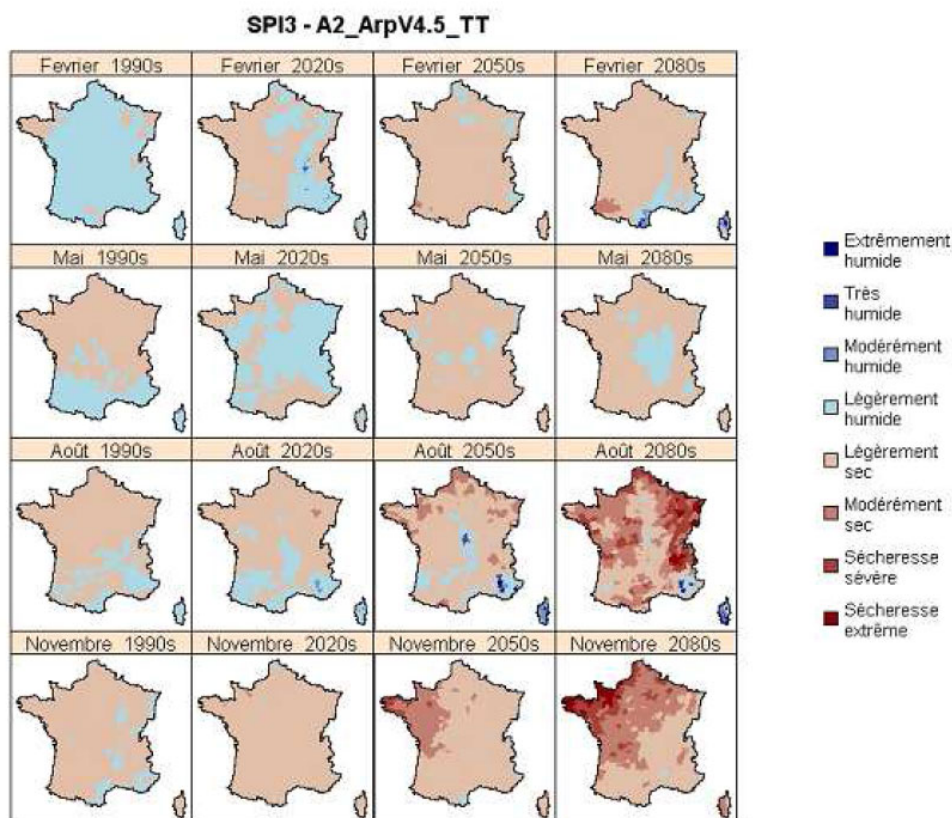 SPI3 - A2_ArpV4.5_TT
Fevrier 1990s
Fevrier 2020s
Fevrier 2050s
Fevrier 2080s
Mai 1990s
Mai 2020s
Mai 2050s
Mai 2080s
Août 1990s
Août 2020s
Août 2050s
Août 2080s
Novembre 1990s
Novembre 2020s
Novembre 2050s
Novembre 2080s
Extrêmement
humide
Très
humide
Modérément
humide
Légèrement
humide
Légèrement
sec
Modérément
sec
Sécheresse
sévère
Sécheresse
extrême